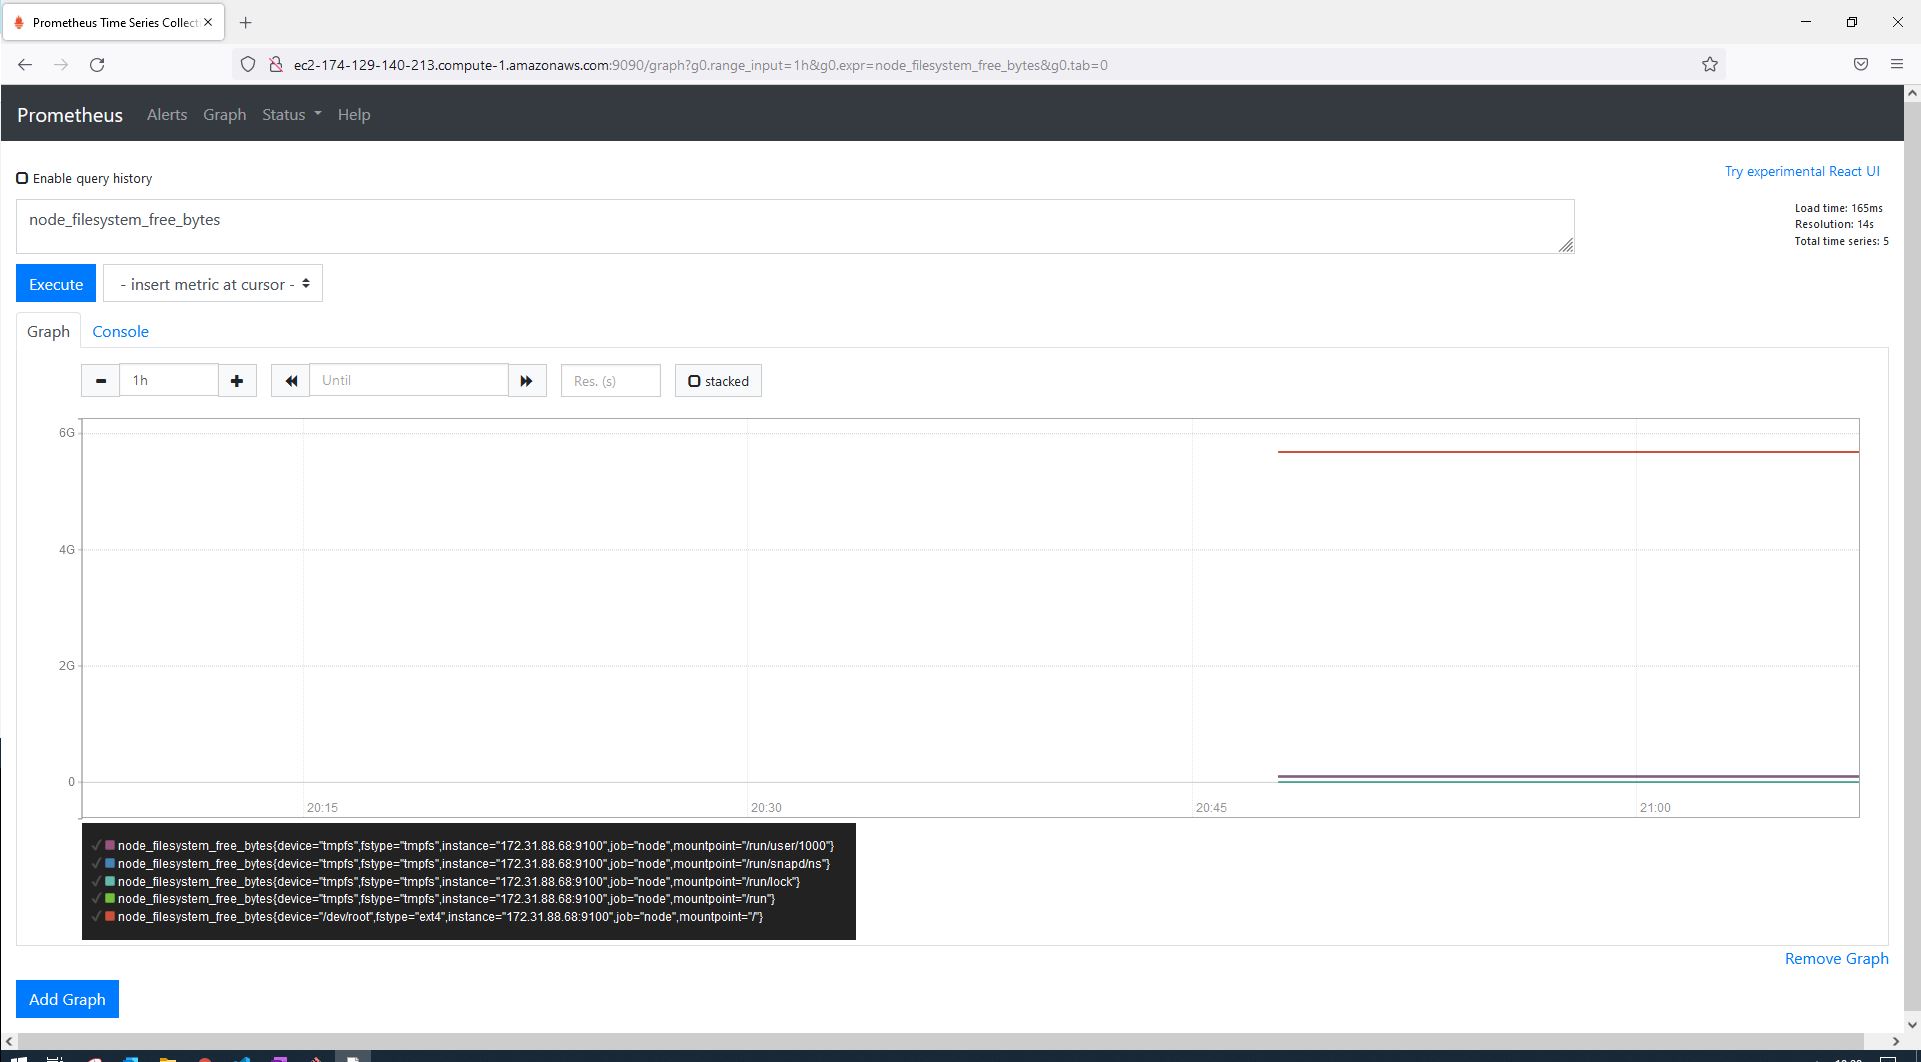 Prometheus Time Series Collect
ec2-174-129-140-213.compute-1.amazonaws.com:9090/graph?g0.range_input=1h&g0.expr=node_filesystem_free_bytes&g0.tab=0
Prometheus Alerts Graph Status Help
Enable query history
Try experimental React UI
node_filesystem_free_bytes
Load time: 165ms
Resolution: 14s
Total time series: 5
Execute - insert metric at cursor -
Graph Console
1h Until Res. (s) stacked
6G
4G
2G
0
20:15 20:30 20:45 21:00
node_filesystem_free_bytes{device="tmpfs",fstype="tmpfs",instance="172.31.88.68:9100",job="node",mountpoint="/run/user/1000"}
node_filesystem_free_bytes{device="tmpfs",fstype="tmpfs",instance="172.31.88.68:9100",job="node",mountpoint="/run/snapd/ns"}
node_filesystem_free_bytes{device="tmpfs",fstype="tmpfs",instance="172.31.88.68:9100",job="node",mountpoint="/run/lock"}
node_filesystem_free_bytes{device="tmpfs",fstype="tmpfs",instance="172.31.88.68:9100",job="node",mountpoint="/run"}
node_filesystem_free_bytes{device="/dev/root",fstype="ext4",instance="172.31.88.68:9100",job="node",mountpoint="/"}
Remove Graph
Add Graph